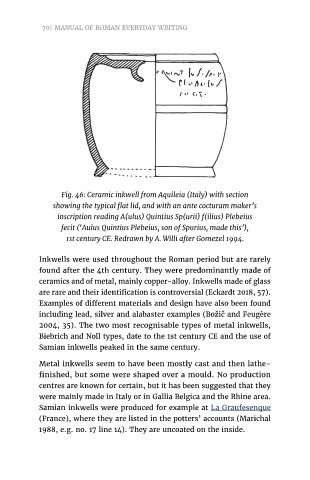 70| MANUAL OF ROMAN EVERYDAY WRITING
Fig. 46: Ceramic inkwell from Aquileia (Italy) with section
showing the typical flat lid, and with an ante cocturam maker's
inscription reading A(ulus) Quintius Sp(urii) f(ilius) Plebeius
fecit ('Aulus Quintius Plebeius, son of Spurius, made this'),
1st century CE. Redrawn by A. Willi after Gomezel 1994.
Inkwells were used throughout the Roman period but are rarely
found after the 4th century. They were predominantly made of
ceramics and of metal, mainly copper-alloy. Inkwells made of glass
are rare and their identification is controversial (Eckardt 2018, 57).
Examples of different materials and design have also been found
including lead, silver and alabaster examples (Božič and Feugère
2004, 35). The two most recognisable types of metal inkwells,
Biebrich and Noll types, date to the 1st century CE and the use of
Samian inkwells peaked in the same century.
Metal inkwells seem to have been mostly cast and then lathe-
finished, but some were shaped over a mould. No production
centres are known for certain, but it has been suggested that they
were mainly made in Italy or in Gallia Belgica and the Rhine area.
Samian inkwells were produced for example at La Graufesenque
(France), where they are listed in the potters' accounts (Marichal
1988, e.g. no. 17 line 14). They are uncoated on the inside.